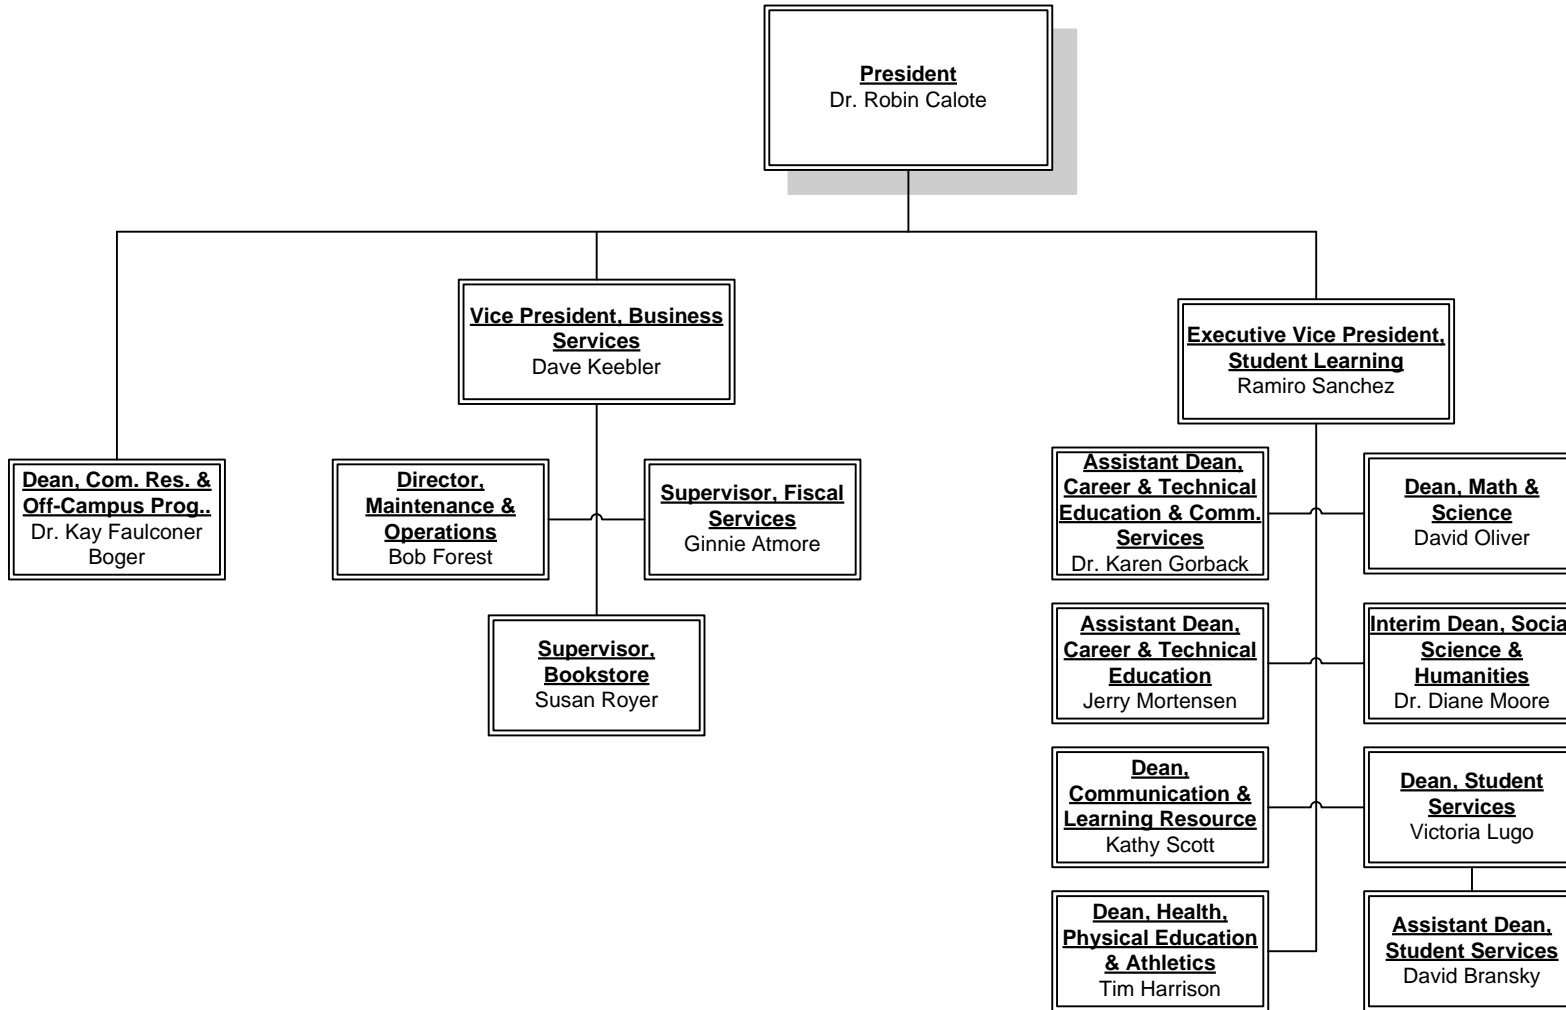 President
Dr. Robin Calote
Vice President, Business
Services
Dave Keebler
Executive Vice President,
Student Learning
Ramiro Sanchez
Dean, Com. Res. &
Off-Campus Prog..
Dr. Kay Faulconer
Boger
Director,
Maintenance &
Operations
Bob Forest
Supervisor, Fiscal
Services
Ginnie Atmore
Supervisor,
Bookstore
Susan Royer
Assistant Dean,
Career & Technical
Education & Comm.
Services
Dr. Karen Gorback
Dean, Math &
Science
David Oliver
Assistant Dean,
Career & Technical
Education
Jerry Mortensen
Interim Dean, Socia
Science &
Humanities
Dr. Diane Moore
Dean,
Communication &
Learning Resource
Kathy Scott
Dean, Student
Services
Victoria Lugo
Dean, Health,
Physical Education
& Athletics
Tim Harrison
Assistant Dean,
Student Services
David Bransky